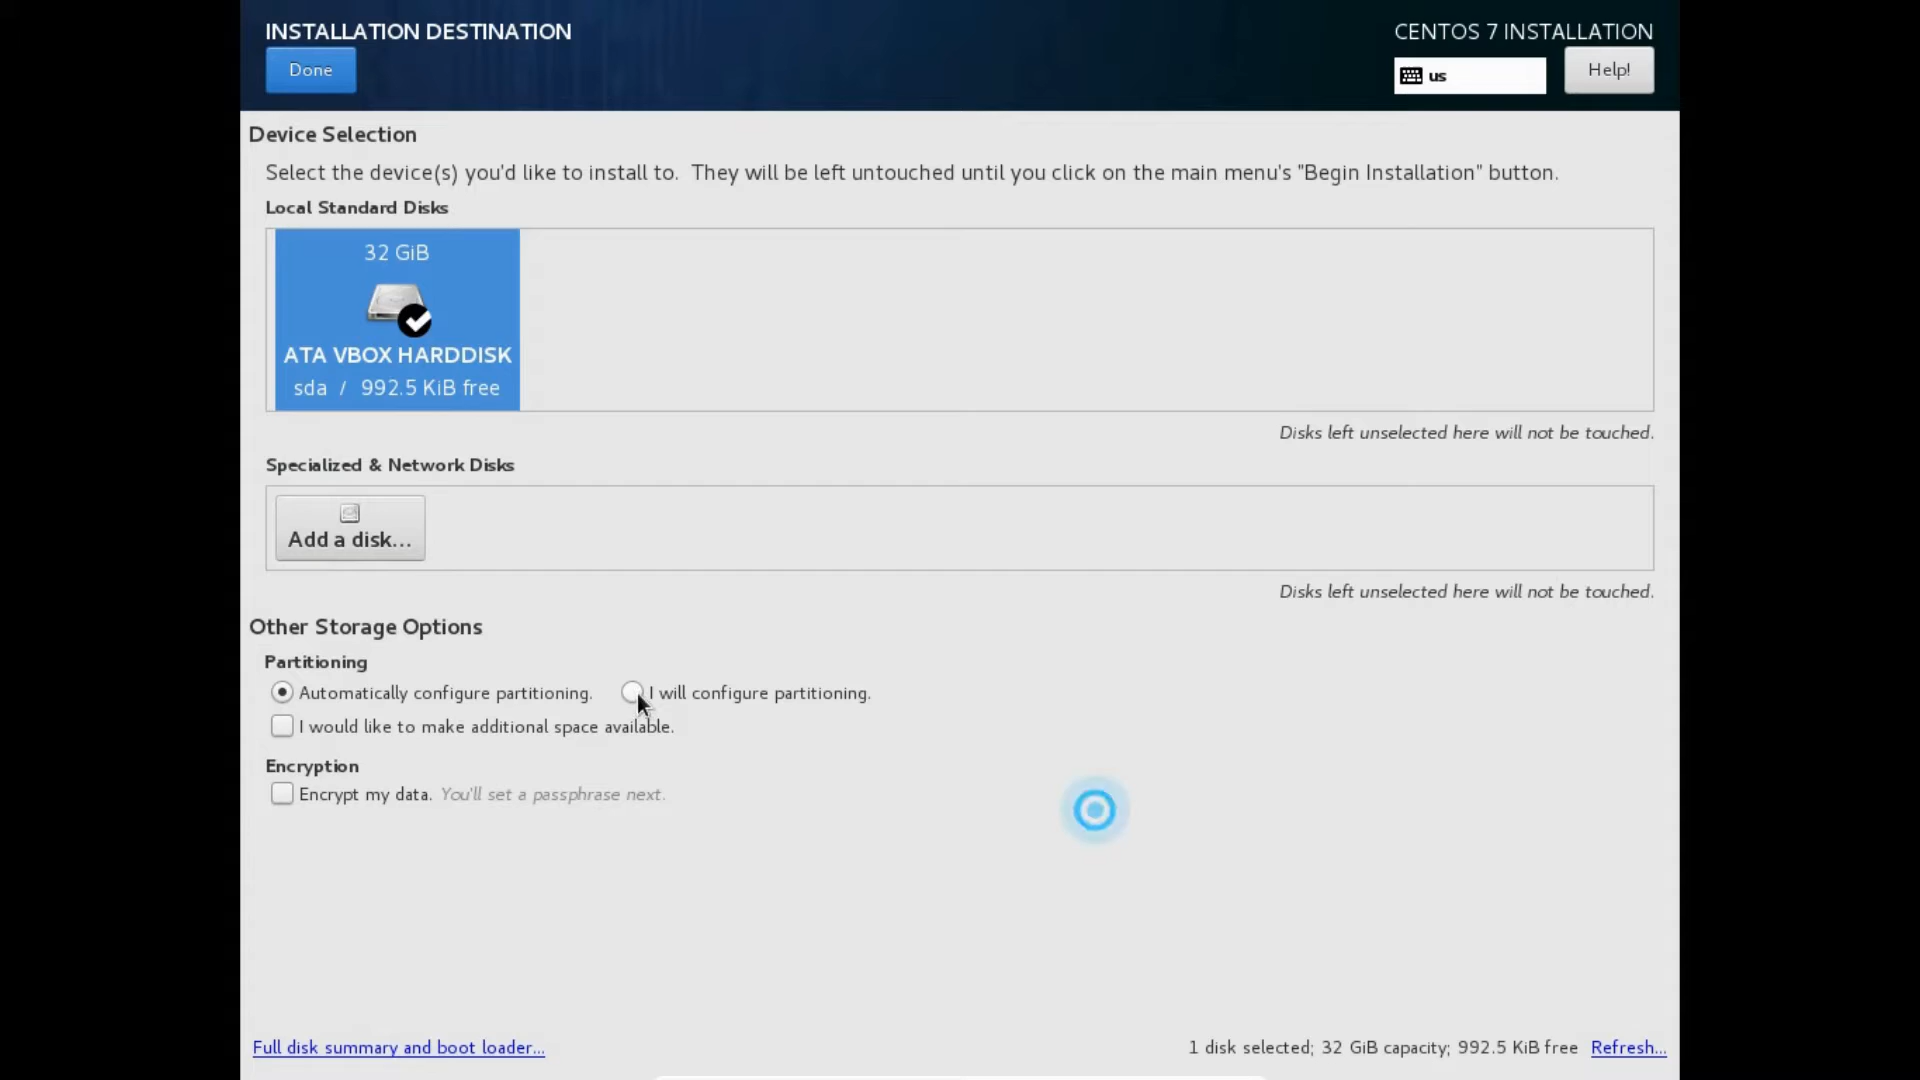 INSTALLATION DESTINATION
CENTOS 7 INSTALLATION
Done
us
Help!
Device Selection
Select the device(s) you'd like to install to. They will be left untouched until you click on the main menu's "Begin Installation" button.
Local Standard Disks
32 GiB
ATA VBOX HARDDISK
sda / 992.5 KiB free
Disks left unselected here will not be touched.
Specialized & Network Disks
Add a disk...
Disks left unselected here will not be touched.
Other Storage Options
Partitioning
Automatically configure partitioning.
I will configure partitioning.
I would like to make additional space available.
Encryption
Encrypt my data. You'll set a passphrase next.
Full disk summary and boot loader...
1 disk selected; 32 GiB capacity; 992.5 KiB free Refresh...